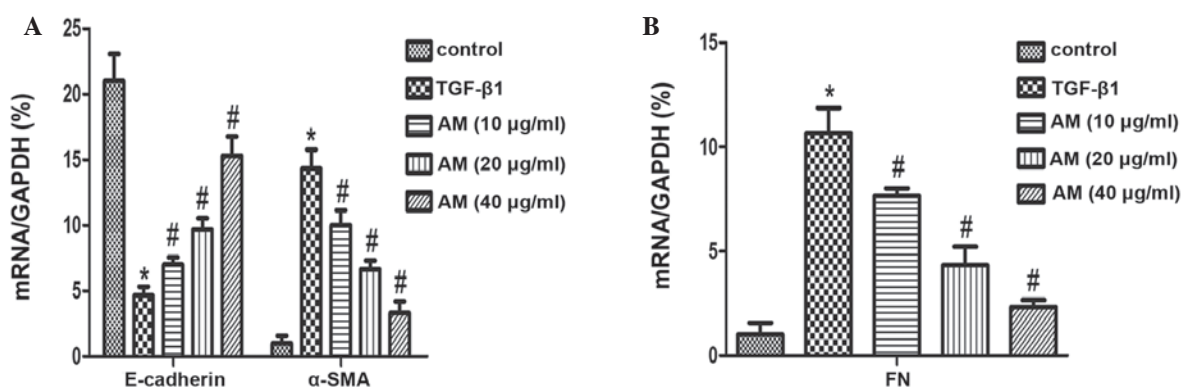 A
mRNA/GAPDH (%)
25
20
15
10
5
0
*
#
#
#
*
#
#
#
E-cadherin
α-SMA
control
TGF-β1
AM (10 µg/ml)
AM (20 µg/ml)
AM (40 µg/ml)
B
mRNA/GAPDH (%)
15
10
5
0
*
#
#
#
FN
control
TGF-β1
AM (10 µg/ml)
AM (20 µg/ml)
AM (40 µg/ml)